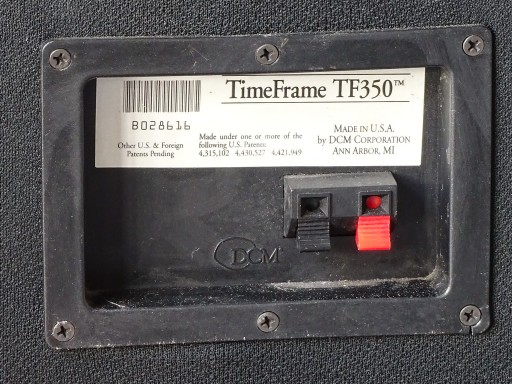 TimeFrame TF350™
B028616
Other U.S. & Foreign
Patents Pending
Made under one or more of the
following U.S. Patents:
4,315,102 4,430,527 4,421,949
MADE IN U.S.A.
by DCM CORPORATION
ANN ARBOR, MI
DCM